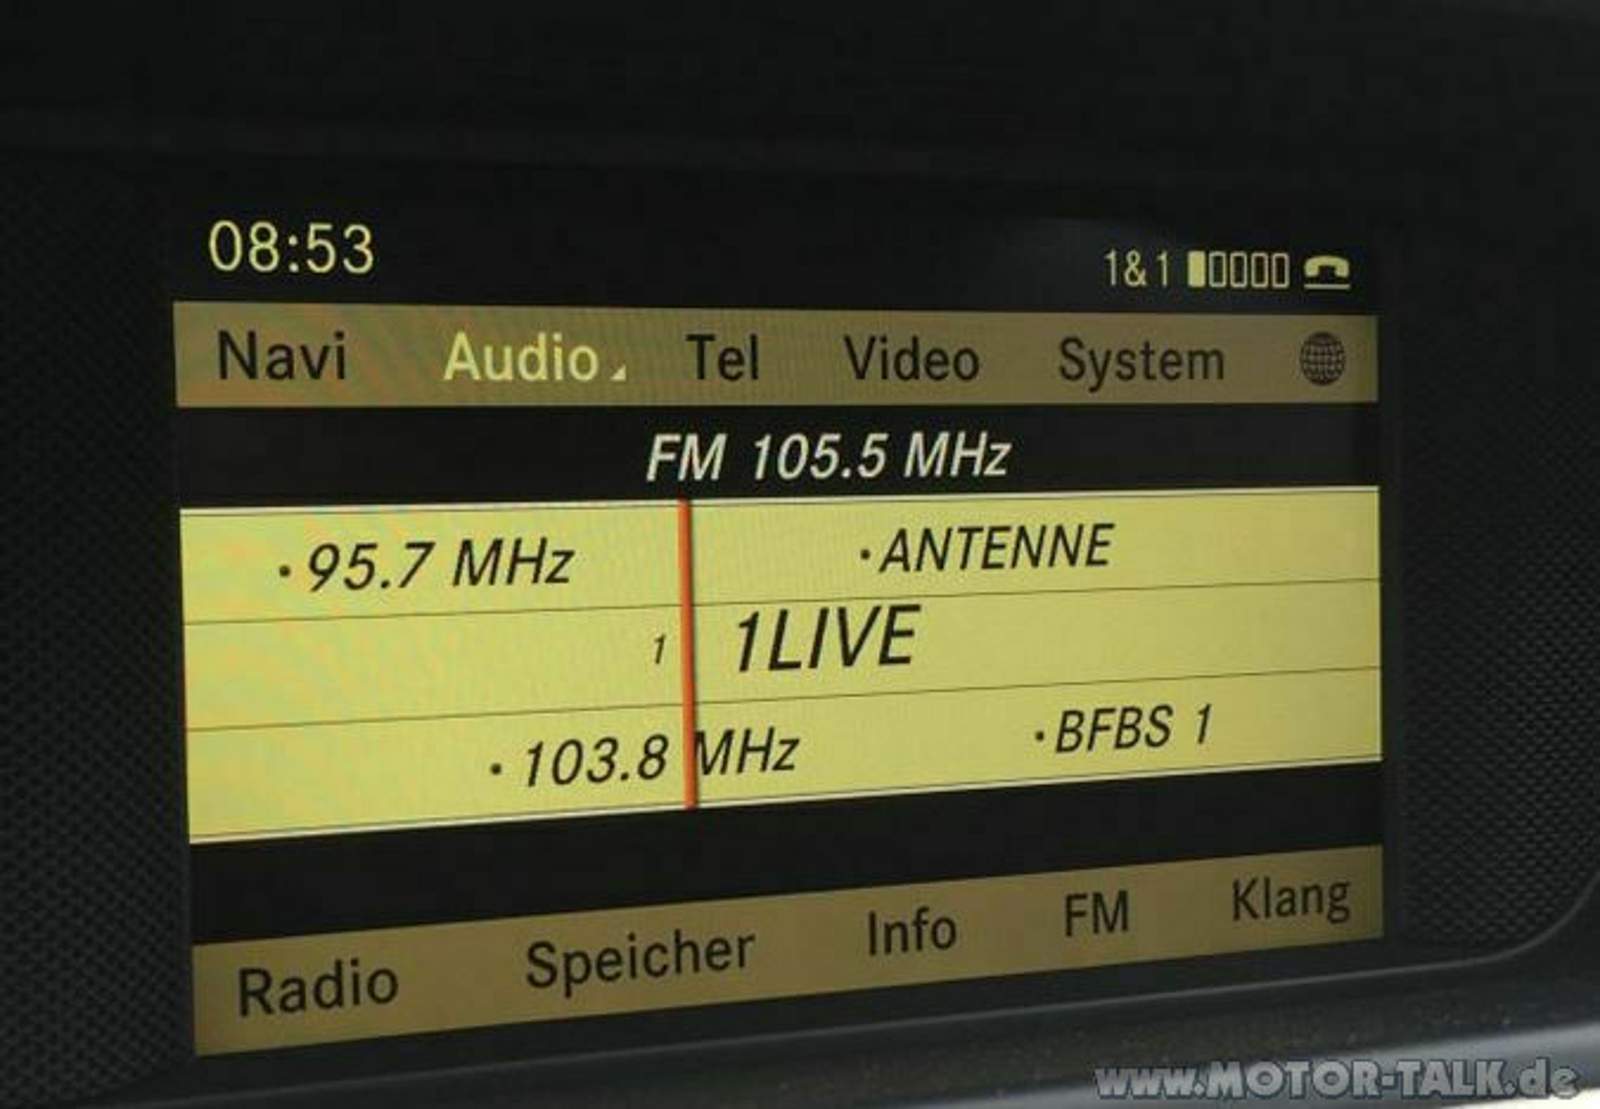 08:53 1&1
Navi Audio Tel Video System
FM 105.5 MHz
·95.7 MHz ·ANTENNE
1 1LIVE
·103.8 MHz ·BFBS 1
Radio Speicher Info FM Klang
www.MOTOR-TALK.de